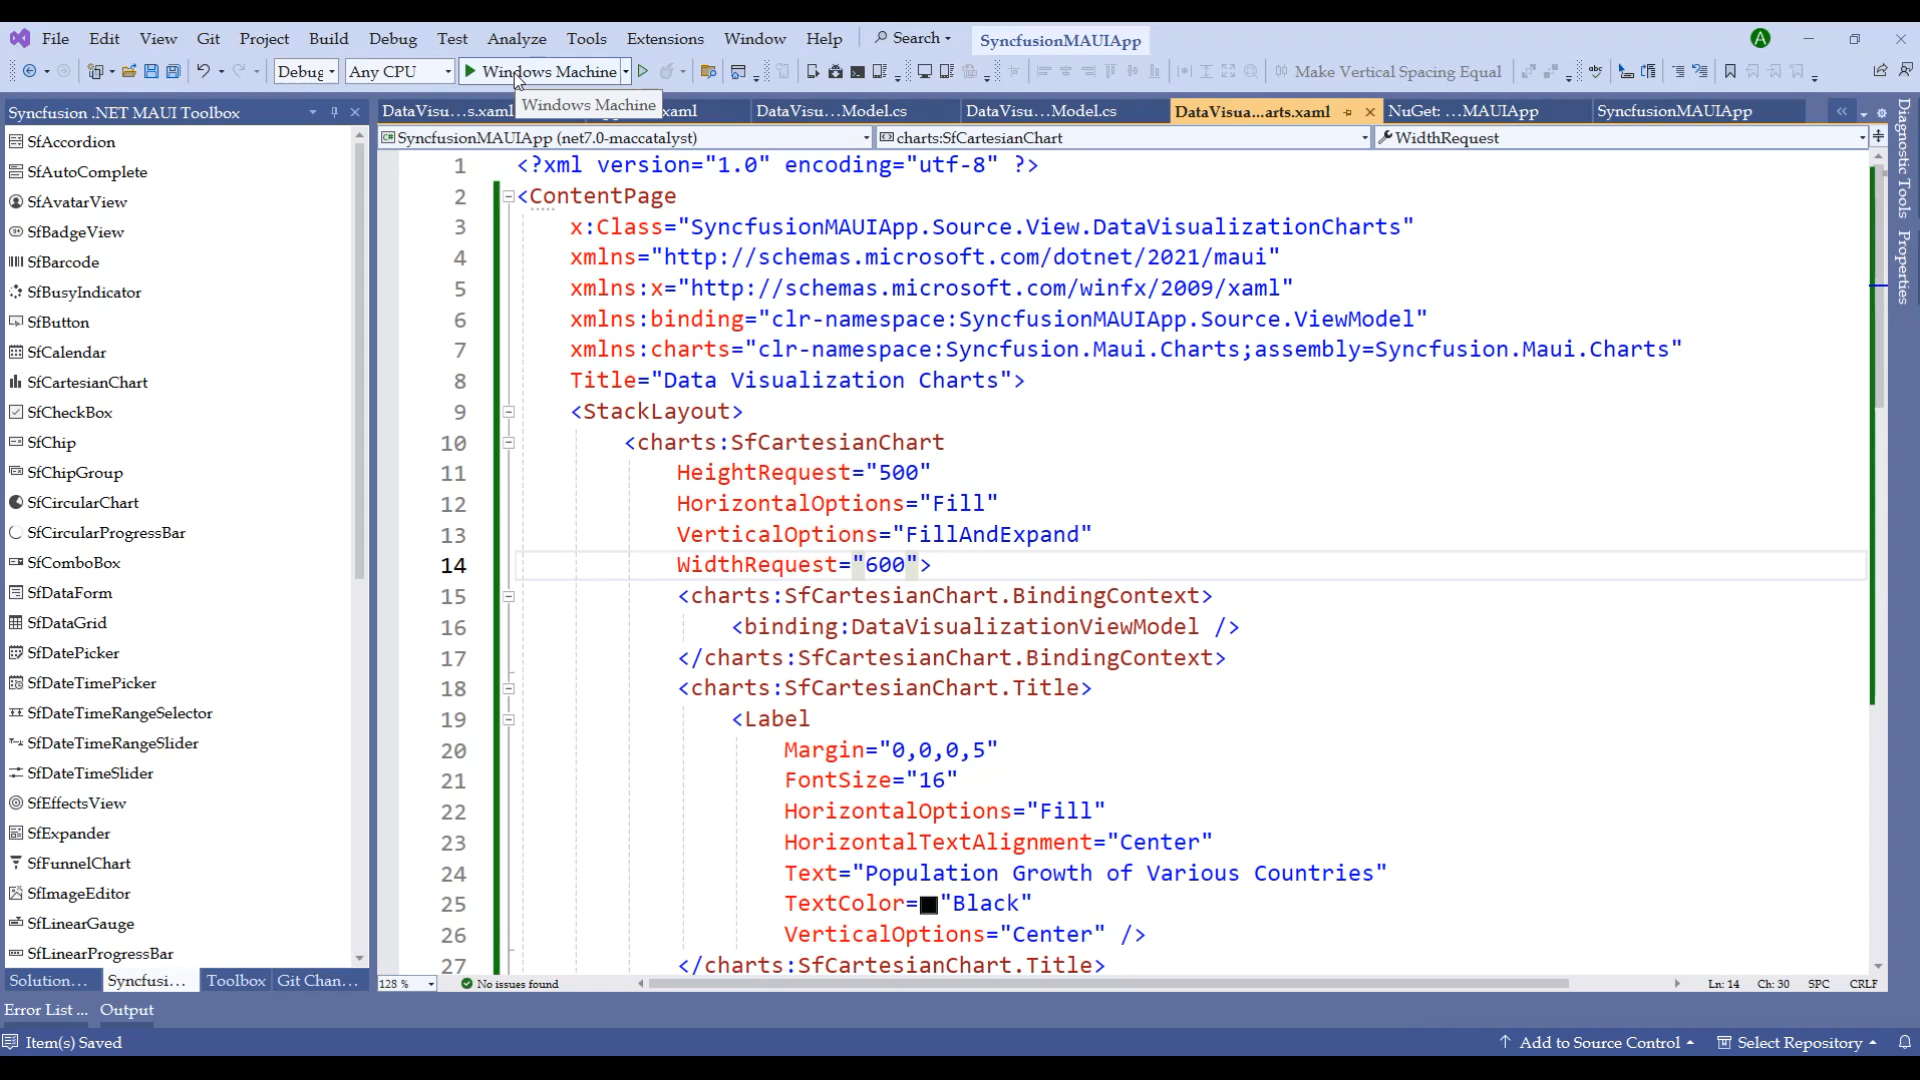 File Edit View Git Project Build Debug Test Analyze Tools Extensions Window Help Search SyncfusionMAUIApp A
Debug Any CPU Windows Machine Make Vertical Spacing Equal
Windows Machine
Syncfusion .NET MAUI Toolbox
DataVisu...s.xaml xaml DataVisu...Model.cs DataVisu...Model.cs DataVisua...arts.xaml NuGet: ...MAUIApp SyncfusionMAUIApp
SyncfusionMAUIApp (net7.0-maccatalyst) charts:SfCartesianChart WidthRequest
SfAccordion
SfAutoComplete
SfAvatarView
SfBadgeView
SfBarcode
SfBusyIndicator
SfButton
SfCalendar
SfCartesianChart
SfCheckBox
SfChip
SfChipGroup
SfCircularChart
SfCircularProgressBar
SfComboBox
SfDataForm
SfDataGrid
SfDatePicker
SfDateTimePicker
SfDateTimeRangeSelector
SfDateTimeRangeSlider
SfDateTimeSlider
SfEffectsView
SfExpander
SfFunnelChart
SfImageEditor
SfLinearGauge
SfLinearProgressBar
1 <?xml version="1.0" encoding="utf-8" ?>
2 <ContentPage
3 x:Class="SyncfusionMAUIApp.Source.View.DataVisualizationCharts"
4 xmlns="http://schemas.microsoft.com/dotnet/2021/maui"
5 xmlns:x="http://schemas.microsoft.com/winfx/2009/xaml"
6 xmlns:binding="clr-namespace:SyncfusionMAUIApp.Source.ViewModel"
7 xmlns:charts="clr-namespace:Syncfusion.Maui.Charts;assembly=Syncfusion.Maui.Charts"
8 Title="Data Visualization Charts">
9 <StackLayout>
10 <charts:SfCartesianChart
11 HeightRequest="500"
12 HorizontalOptions="Fill"
13 VerticalOptions="FillAndExpand"
14 WidthRequest="600">
15 <charts:SfCartesianChart.BindingContext>
16 <binding:DataVisualizationViewModel />
17 </charts:SfCartesianChart.BindingContext>
18 <charts:SfCartesianChart.Title>
19 <Label
20 Margin="0,0,0,5"
21 FontSize="16"
22 HorizontalOptions="Fill"
23 HorizontalTextAlignment="Center"
24 Text="Population Growth of Various Countries"
25 TextColor="Black"
26 VerticalOptions="Center" />
27 </charts:SfCartesianChart.Title>
Diagnostic Tools
Properties
Solution... Syncfusi... Toolbox Git Chan...
128 % No issues found Ln: 14 Ch: 30 SPC CRLF
Error List ... Output
Item(s) Saved Add to Source Control Select Repository